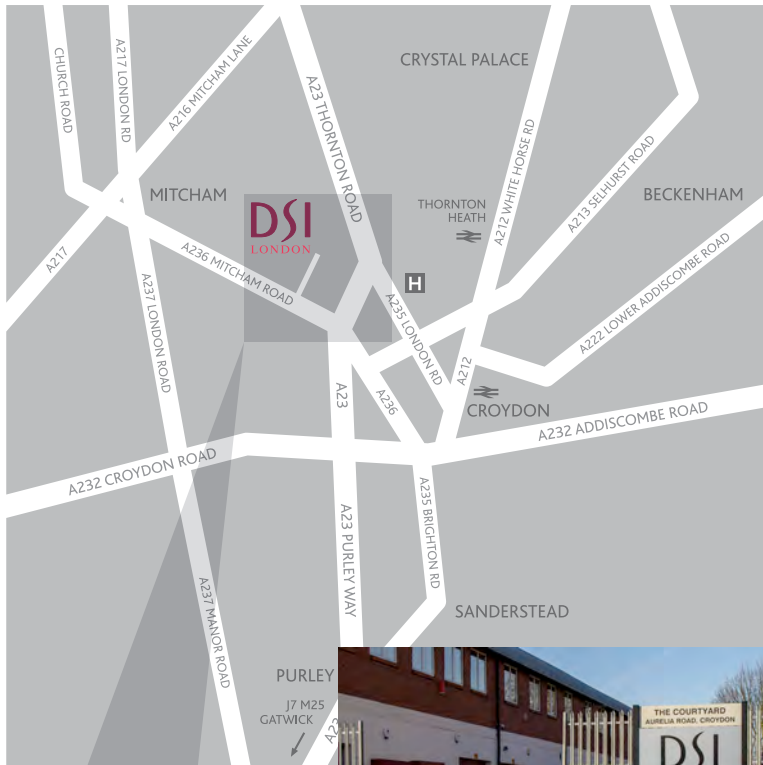 CHURCH ROAD
A217 LONDON RD
A216 MITCHAM LANE
A23 THORNTON ROAD
CRYSTAL PALACE
A212 WHITE HORSE RD
A213 SELHURST ROAD
MITCHAM
BECKENHAM
DSI
LONDON
THORNTON
HEATH
A217
A236 MITCHAM ROAD
H
A237 LONDON ROAD
A235 LONDON RD
A222 LOWER ADDISCOMBE ROAD
A212
A23
A236
CROYDON
A232 ADDISCOMBE ROAD
A232 CROYDON ROAD
A235 BRIGHTON RD
A23 PURLEY WAY
A237 MANOR ROAD
SANDERSTEAD
PURLEY
J7 M25
GATWICK
A23
THE COURTYARD
AURELIA ROAD, CROYDON
DSI